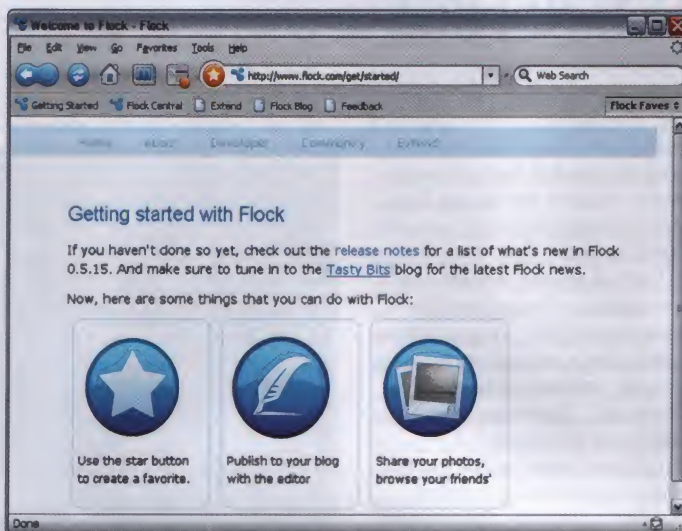 Welcome to Flock - Flock
File Edit View Go Favorites Tools Help
http://www.flock.com/get/started/ Web Search
Getting Started Flock Central Extend Flock Blog Feedback Flock Faves
Home About Developer Community Extend
Getting started with Flock
If you haven't done so yet, check out the release notes for a list of what's new in Flock
0.5.15. And make sure to tune in to the Tasty Bits blog for the latest Flock news.
Now, here are some things that you can do with Flock:
Use the star button
to create a favorite.
Publish to your blog
with the editor
Share your photos,
browse your friends'
Done